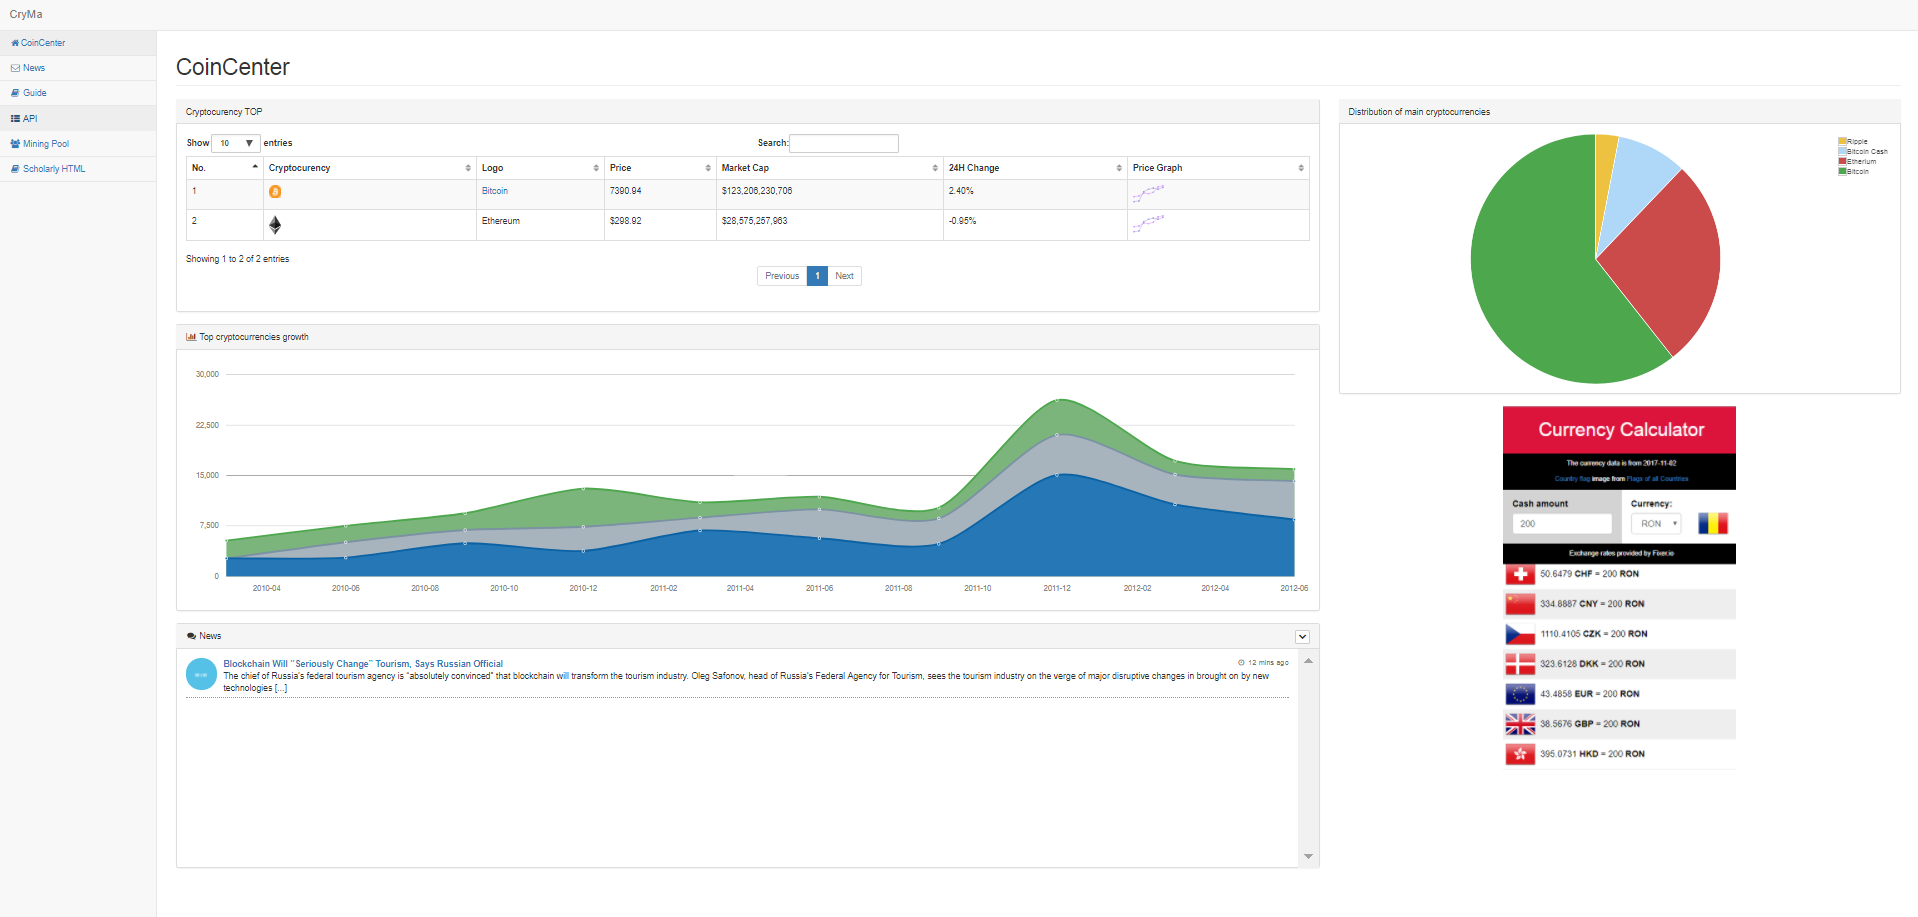 CryMa
CoinCenter
News
Guide
API
Mining Pool
Scholarly HTML
CoinCenter
Cryptocurency TOP
Show 10 entries
Search:
No. Cryptocurency Logo Price Market Cap 24H Change Price Graph
1 Bitcoin 7390.94 $123,206,230,706 2.40%
2 Ethereum $298.92 $28,575,257,963 -0.95%
Showing 1 to 2 of 2 entries
Previous 1 Next
Top cryptocurrencies growth
30,000
22,500
15,000
7,500
0
2010-04 2010-06 2010-08 2010-10 2010-12 2011-02 2011-04 2011-06 2011-08 2011-10 2011-12 2012-02 2012-04 2012-06
News
Blockchain Will “Seriously Change” Tourism, Says Russian Official
12 mins ago
The chief of Russia's federal tourism agency is “absolutely convinced” that blockchain will transform the tourism industry. Oleg Safonov, head of Russia's Federal Agency for Tourism, sees the tourism industry on the verge of major disruptive changes in brought on by new
technologies [...]
Distribution of main cryptocurrencies
Ripple
Bitcoin Cash
Etherium
Bitcoin
Currency Calculator
The currency data is from 2017-11-02
Country flag image from Flags of all Countries
Cash amount Currency:
200 RON
Exchange rates provided by Fixer.io
50.6479 CHF = 200 RON
334.8887 CNY = 200 RON
1110.4105 CZK = 200 RON
323.6128 DKK = 200 RON
43.4858 EUR = 200 RON
38.5676 GBP = 200 RON
395.0731 HKD = 200 RON